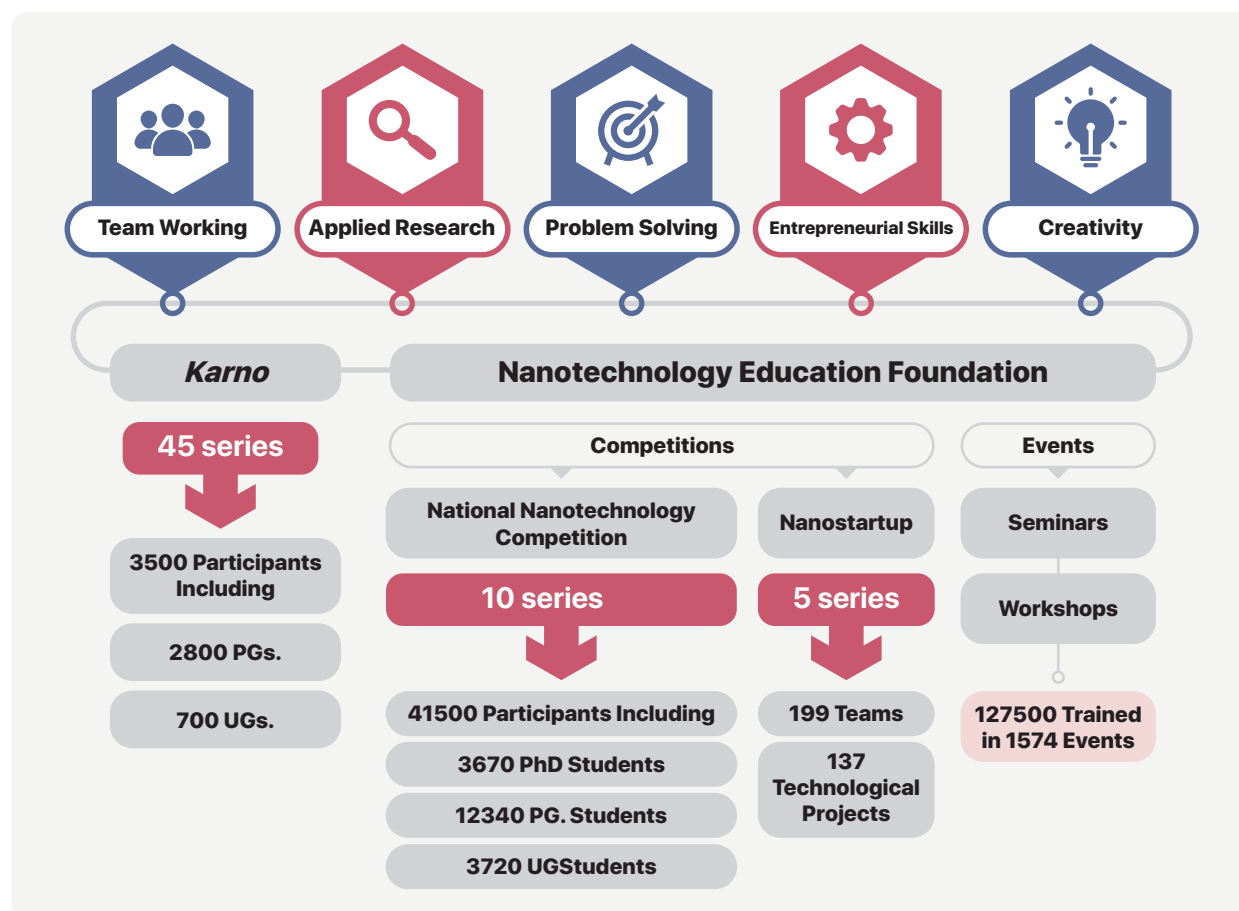 Team Working
Applied Research
Problem Solving
Entrepreneurial Skills
Creativity
Karno
Nanotechnology Education Foundation
45 series
3500 Participants
Including
2800 PGs.
700 UGs.
Competitions
National Nanotechnology
Competition
10 series
41500 Participants Including
3670 PhD Students
12340 PG. Students
3720 UGStudents
Nanostartup
5 series
199 Teams
137
Technological
Projects
Events
Seminars
Workshops
127500 Trained
in 1574 Events